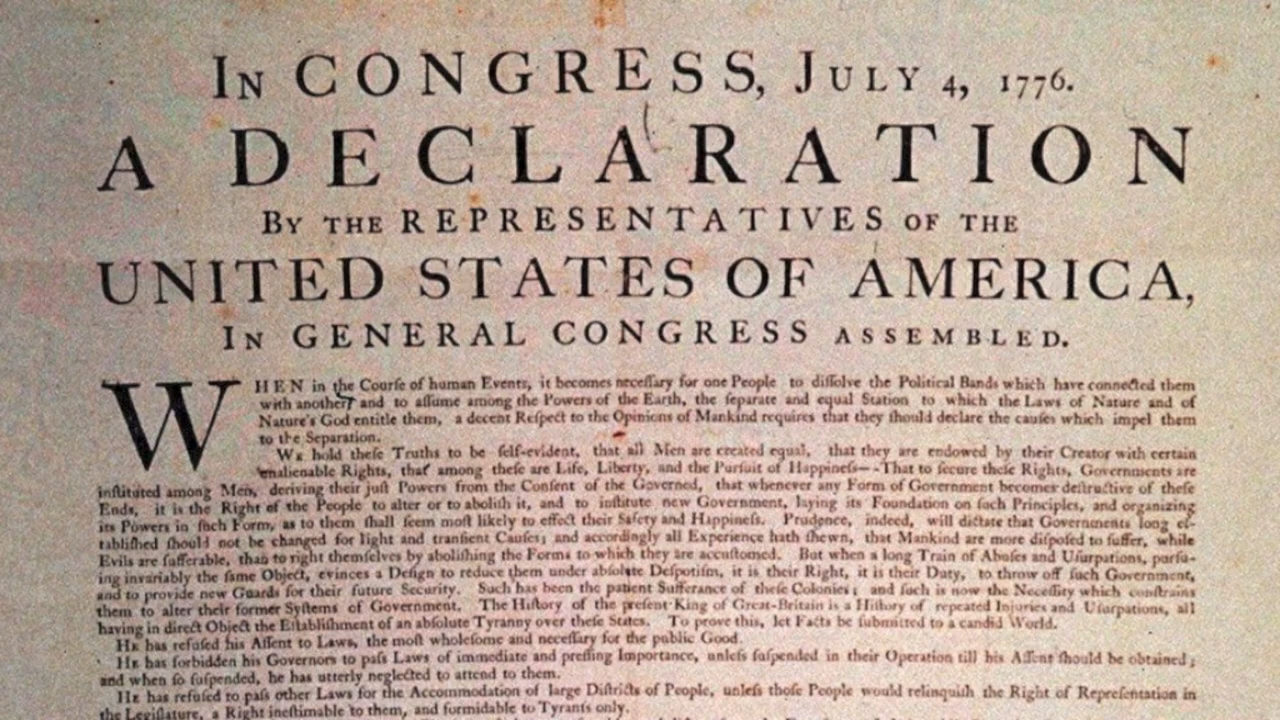 IN CONGRESS, JULY 4, 1776.
A DECLARATION
BY THE REPRESENTATIVES OF THE
UNITED STATES OF AMERICA,
IN GENERAL CONGRESS ASSEMBLED.
WHEN in the Courſe of human Events, it becomes neceſſary for one People to diſſolve the Political Bands which have connected them
with another, and to aſſume among the Powers of the Earth, the ſeparate and equal Station to which the Laws of Nature and of
Nature's God entitle them, a decent Reſpect to the Opinions of Mankind requires that they ſhould declare the cauſes which impel them
to the Separation.
WE hold theſe Truths to be ſelf-evident, that all Men are created equal, that they are endowed by their Creator with certain
unalienable Rights, that among theſe are Life, Liberty, and the Purſuit of Happineſs—-That to ſecure theſe Rights, Governments are
inſtituted among Men, deriving their juſt Powers from the Conſent of the Governed, that whenever any Form of Government becomes deſtructive of theſe
Ends, it is the Right of the People to alter or to aboliſh it, and to inſtitute new Government, laying its Foundation on ſuch Principles, and organizing
its Powers in ſuch Form, as to them ſhall ſeem moſt likely to effect their Safety and Happineſs. Prudence, indeed, will dictate that Governments long eſ-
tabliſhed ſhould not be changed for light and tranſient Cauſes; and accordingly all Experience hath ſhewn, that Mankind are more diſpoſed to ſuffer, while
Evils are ſufferable, than to right themſelves by aboliſhing the Forms to which they are accuſtomed. But when a long Train of Abuſes and Uſurpations, purſu-
ing invariably the ſame Object, evinces a Deſign to reduce them under abſolute Deſpotiſm, it is their Right, it is their Duty, to throw off ſuch Government,
and to provide new Guards for their future Security. Such has been the patient Sufferance of theſe Colonies; and ſuch is now the Neceſſity which conſtrains
them to alter their former Syſtems of Government. The Hiſtory of the preſent King of Great-Britain is a Hiſtory of repeated Injuries and Uſurpations, all
having in direct Object the Eſtabliſhment of an abſolute Tyranny over theſe States. To prove this, let Facts be ſubmitted to a candid World.
HE has refuſed his Aſſent to Laws, the moſt wholeſome and neceſſary for the public Good.
HE has forbidden his Governors to paſs Laws of immediate and preſſing Importance, unleſs ſuſpended in their Operation till his Aſſent ſhould be obtained;
and when ſo ſuſpended, he has utterly neglected to attend to them.
HE has refuſed to paſs other Laws for the Accommodation of large Diſtricts of People, unleſs thoſe People would relinquiſh the Right of Repreſentation in
the Legiſlature, a Right ineſtimable to them, and formidable to Tyrants only.